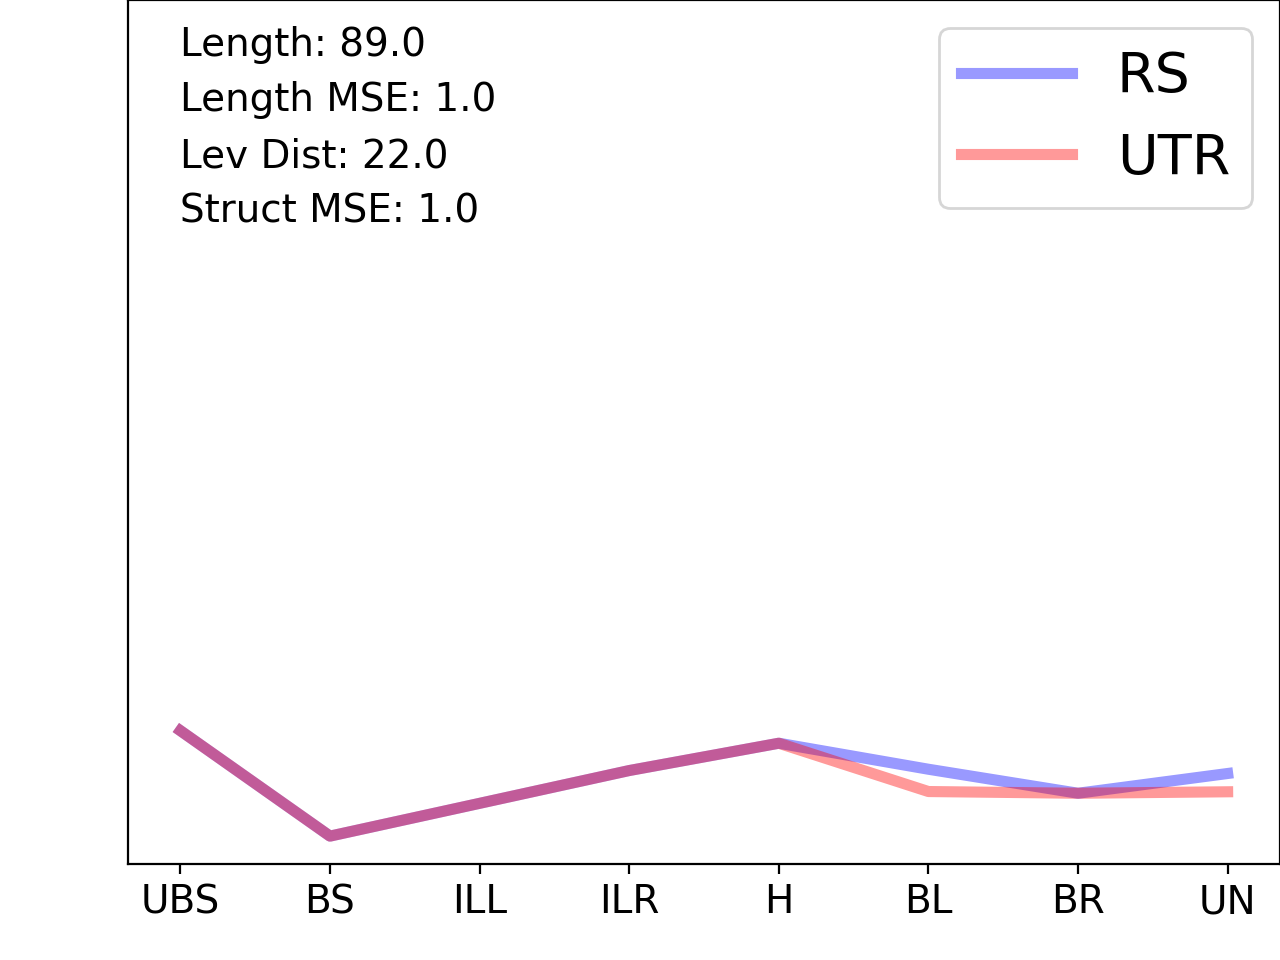 Length: 89.0
Length MSE: 1.0
Lev Dist: 22.0
Struct MSE: 1.0
RS
UTR
UBS BS ILL ILR H BL BR UN